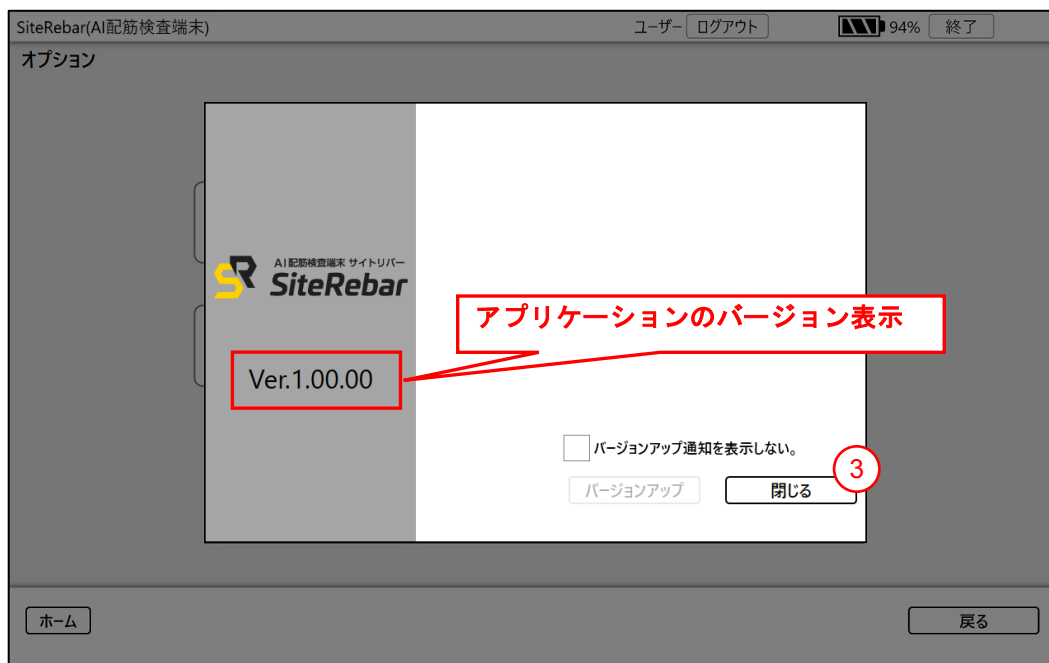 SiteRebar(AI配筋検査端末)
ユーザー ログアウト 94% 終了
オプション
AI配筋検査端末 サイトリバー
SR SiteRebar
アプリケーションのバージョン表示
Ver.1.00.00
バージョンアップ通知を表示しない。
3
バージョンアップ 閉じる
ホーム 戻る